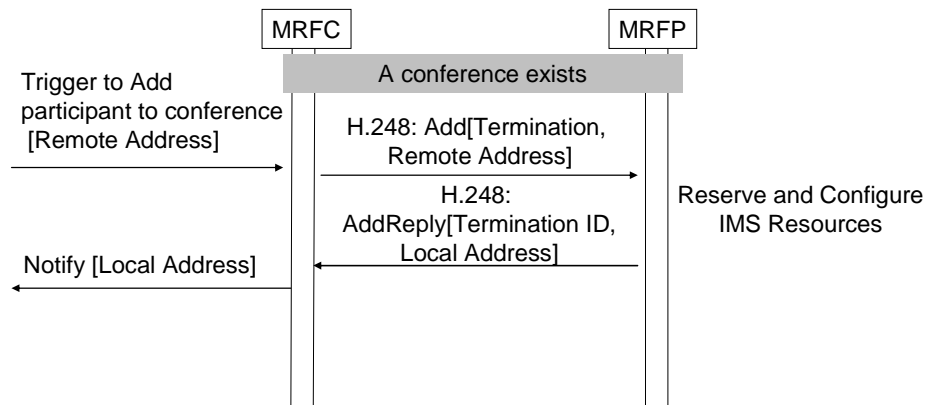 MRFC
MRFP
A conference exists
Trigger to Add
participant to conference
[Remote Address]
H.248: Add[Termination,
Remote Address]
H.248:
AddReply[Termination ID,
Local Address]
Reserve and Configure
IMS Resources
Notify [Local Address]